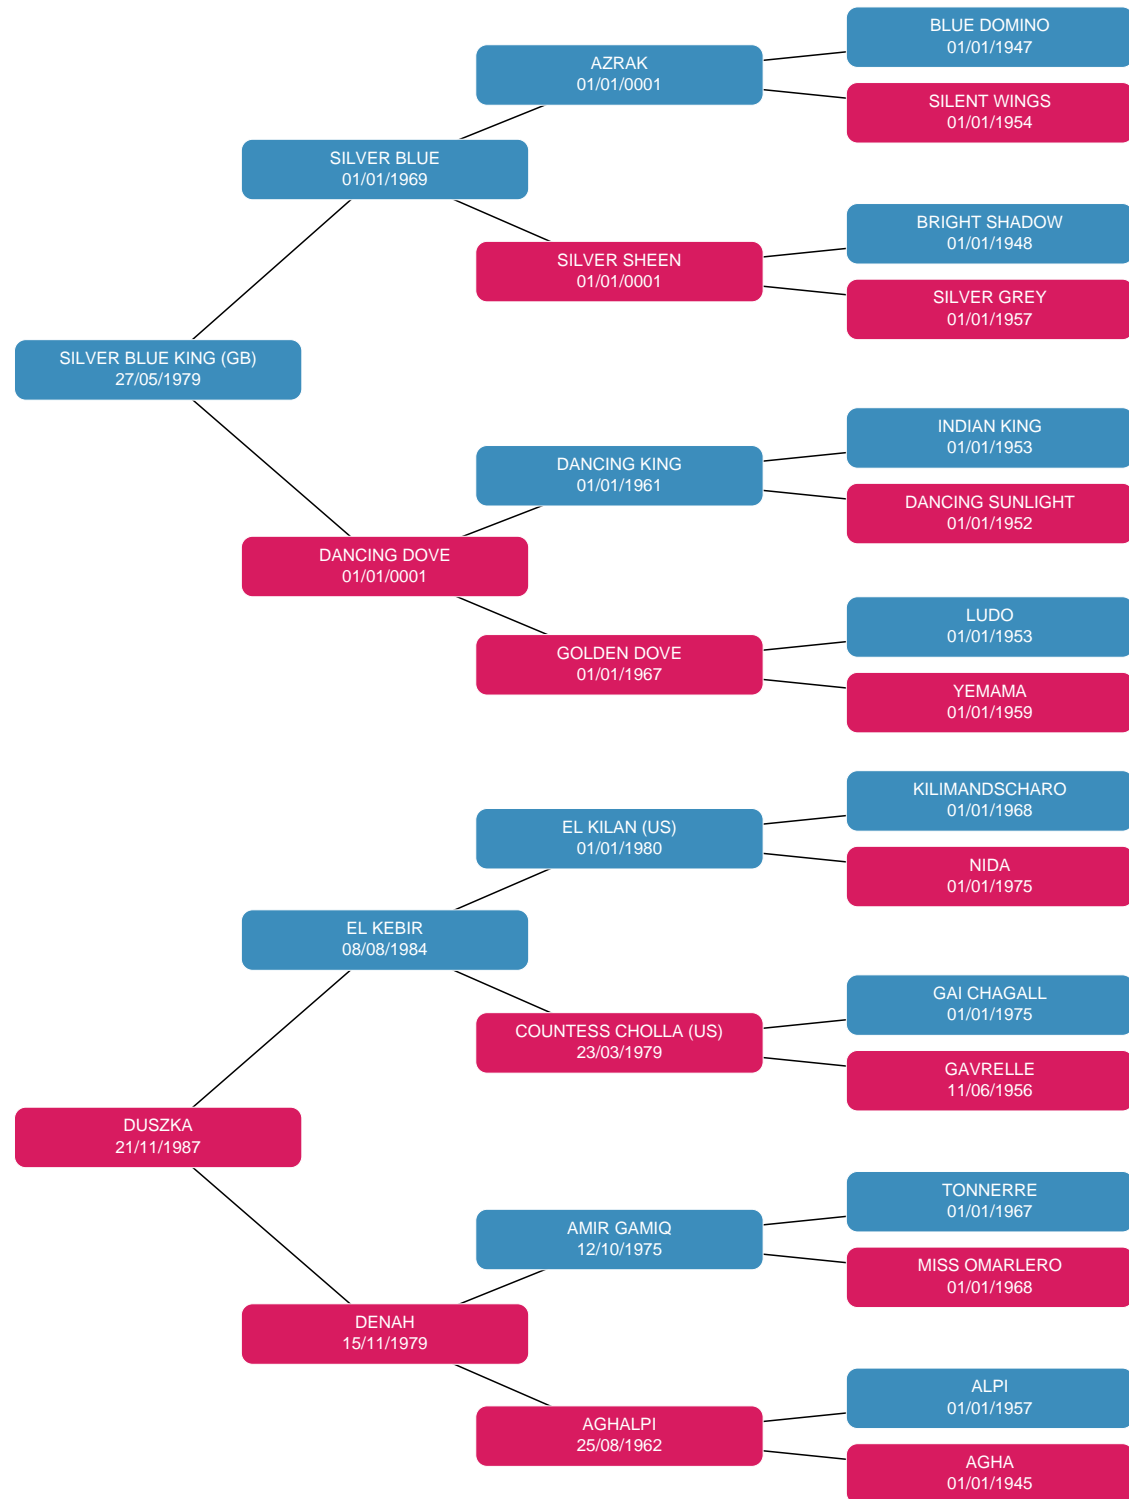 BLUE DOMINO
01/01/1947
AZRAK
01/01/0001
SILENT WINGS
01/01/1954
SILVER BLUE
01/01/1969
BRIGHT SHADOW
01/01/1948
SILVER SHEEN
01/01/0001
SILVER GREY
01/01/1957
SILVER BLUE KING (GB)
27/05/1979
INDIAN KING
01/01/1953
DANCING KING
01/01/1961
DANCING SUNLIGHT
01/01/1952
DANCING DOVE
01/01/0001
LUDO
01/01/1953
GOLDEN DOVE
01/01/1967
YEMAMA
01/01/1959
KILIMANDSCHARO
01/01/1968
EL KILAN (US)
01/01/1980
NIDA
01/01/1975
EL KEBIR
08/08/1984
GAI CHAGALL
01/01/1975
COUNTESS CHOLLA (US)
23/03/1979
GAVRELLE
11/06/1956
DUSZKA
21/11/1987
TONNERRE
01/01/1967
AMIR GAMIQ
12/10/1975
MISS OMARLERO
01/01/1968
DENAH
15/11/1979
ALPI
01/01/1957
AGHALPI
25/08/1962
AGHA
01/01/1945